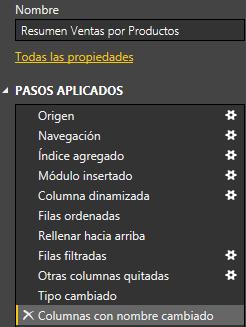 Nombre
Resumen Ventas por Productos
Todas las propiedades
PASOS APLICADOS
Origen
Navegación
Índice agregado
Módulo insertado
Columna dinamizada
Filas ordenadas
Rellenar hacia arriba
Filas filtradas
Otras columnas quitadas
Tipo cambiado
Columnas con nombre cambiado